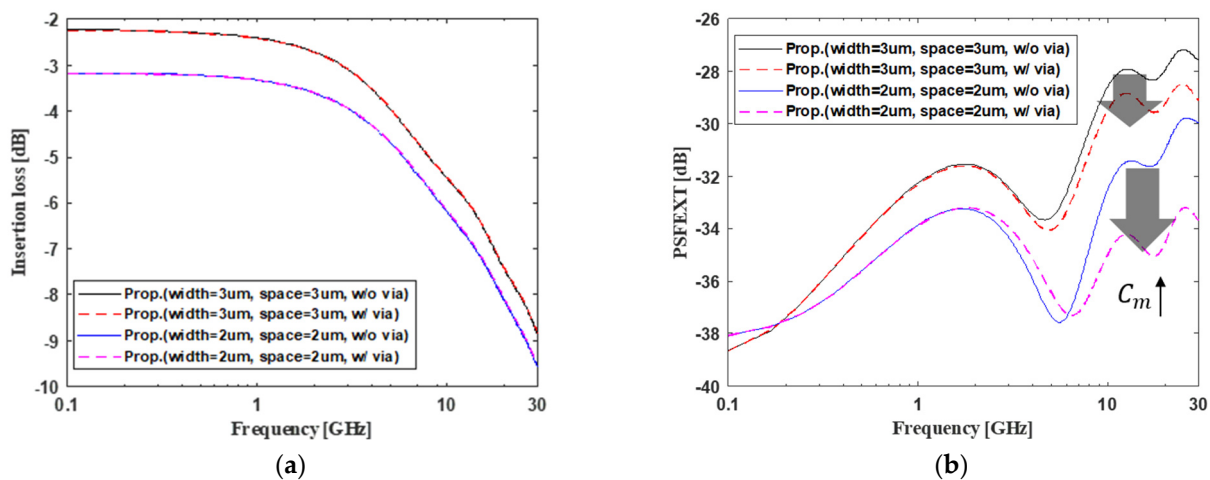 -2
-3
-4
-5
-6
-7
-8
-9
-10
Insertion loss [dB]
Prop.(width=3um, space=3um, w/o via)
Prop.(width=3um, space=3um, w/ via)
Prop.(width=2um, space=2um, w/o via)
Prop.(width=2um, space=2um, w/ via)
0.1 1 10 30
Frequency [GHz]
(a)
-26
-28
-30
-32
-34
-36
-38
-40
PSFEXT [dB]
Prop.(width=3um, space=3um, w/o via)
Prop.(width=3um, space=3um, w/ via)
Prop.(width=2um, space=2um, w/o via)
Prop.(width=2um, space=2um, w/ via)
C_m ↑
0.1 1 10 30
Frequency [GHz]
(b)